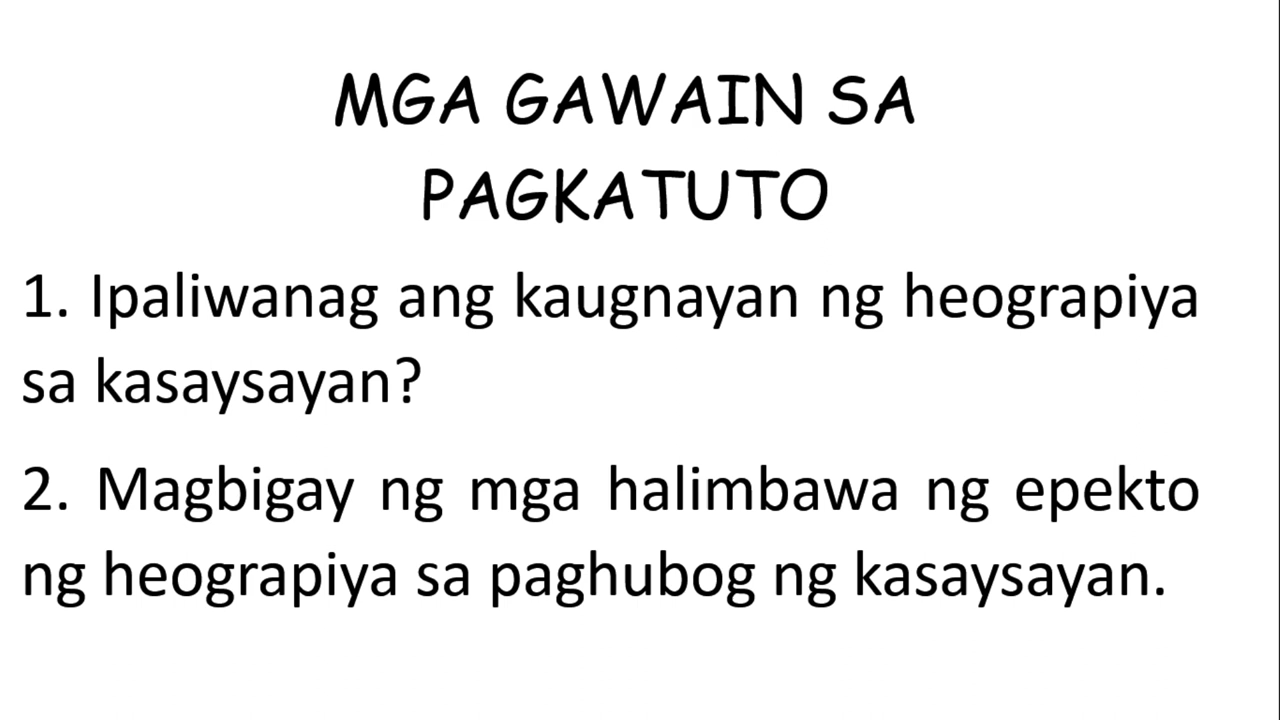 MGA GAWAIN SA
PAGKATUTO
1. Ipaliwanag ang kaugnayan ng heograpiya
sa kasaysayan?
2. Magbigay ng mga halimbawa ng epekto
ng heograpiya sa paghubog ng kasaysayan.